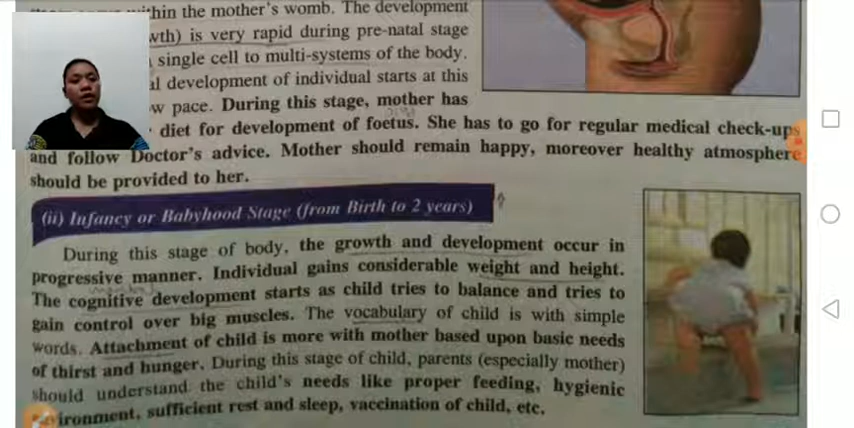 within the mother's womb. The development
wth) is very rapid during pre-natal stage
single cell to multi-systems of the body.
al development of individual starts at this
ow pace. During this stage, mother has
diet for development of foetus. She has to go for regular medical check-ups
and follow Doctor's advice. Mother should remain happy, moreover healthy atmosphere
should be provided to her.
(ii) Infancy or Babyhood Stage (from Birth to 2 years)
During this stage of body, the growth and development occur in
progressive manner. Individual gains considerable weight and height.
The cognitive development starts as child tries to balance and tries to
gain control over big muscles. The vocabulary of child is with simple
words. Attachment of child is more with mother based upon basic needs
of thirst and hunger. During this stage of child, parents (especially mother)
should understand the child's needs like proper feeding, hygienic
ironment, sufficient rest and sleep, vaccination of child, etc.